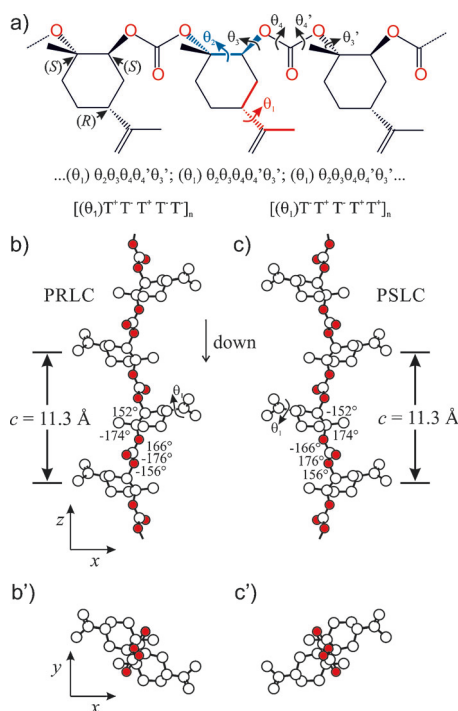 a)
O O O O O O
θ₂ θ₃ θ₄ θ₄' θ₃'
(S) (S) O O
(R) θ₁
...(θ₁) θ₂θ₃θ₄θ₄'θ₃'; (θ₁) θ₂θ₃θ₄θ₄'θ₃'; (θ₁) θ₂θ₃θ₄θ₄'θ₃'...
[(θ₁)T⁺T⁻T⁺T⁻T⁻]ₙ [(θ₁)T⁻T⁺T⁻T⁺T⁺]ₙ
b) c)
PRLC PSLC
down
c = 11.3 Å c = 11.3 Å
θ₁ θ₁
152° -152°
-174° 174°
166° -166°
-176° 176°
-156° 156°
z
x x
b') c')
y y
x x